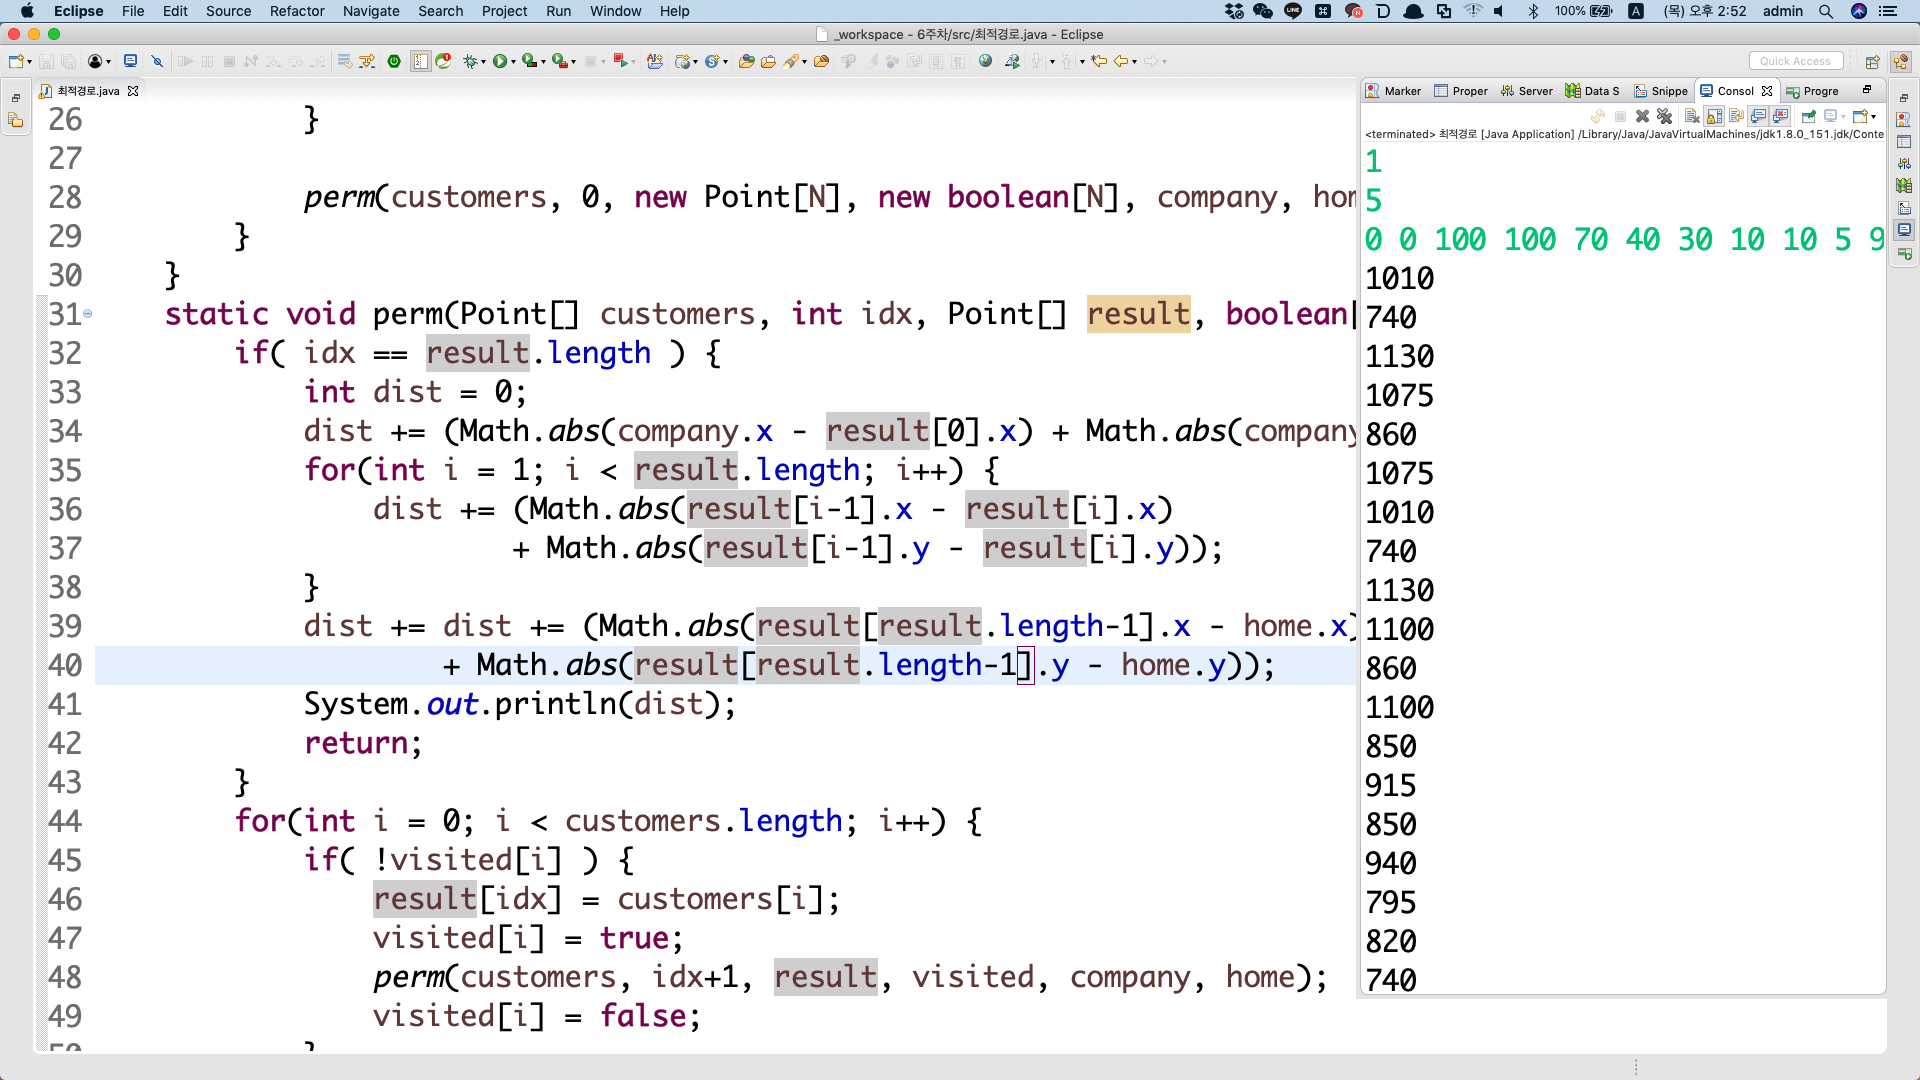 Eclipse File Edit Source Refactor Navigate Search Project Run Window Help 100% A (목) 오후 2:52 admin
_workspace - 6주차/src/최적경로.java - Eclipse
Quick Access
최적경로.java
26 }
27
28 perm(customers, 0, new Point[N], new boolean[N], company, hom
29 }
30 }
31 static void perm(Point[] customers, int idx, Point[] result, boolean[
32 if( idx == result.length ) {
33 int dist = 0;
34 dist += (Math.abs(company.x - result[0].x) + Math.abs(company
35 for(int i = 1; i < result.length; i++) {
36 dist += (Math.abs(result[i-1].x - result[i].x)
37 + Math.abs(result[i-1].y - result[i].y));
38 }
39 dist += dist += (Math.abs(result[result.length-1].x - home.x)
40 + Math.abs(result[result.length-1].y - home.y));
41 System.out.println(dist);
42 return;
43 }
44 for(int i = 0; i < customers.length; i++) {
45 if( !visited[i] ) {
46 result[idx] = customers[i];
47 visited[i] = true;
48 perm(customers, idx+1, result, visited, company, home);
49 visited[i] = false;
50 }
Marker Proper Server Data S Snippe Consol Progre
<terminated> 최적경로 [Java Application] /Library/Java/JavaVirtualMachines/jdk1.8.0_151.jdk/Conte
1
5
0 0 100 100 70 40 30 10 10 5 9
1010
740
1130
1075
860
1075
1010
740
1130
1100
860
1100
850
915
850
940
795
820
740